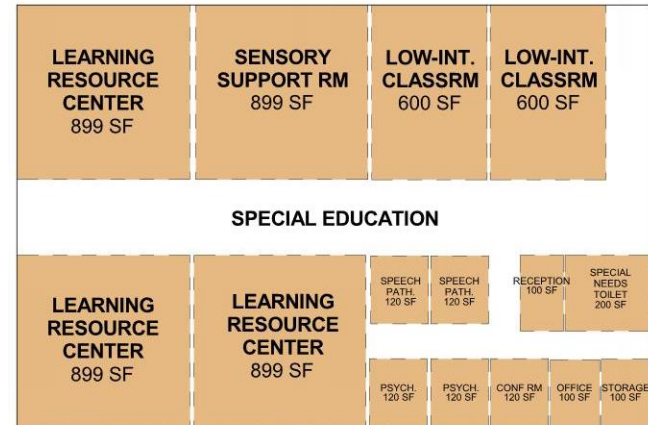 LEARNING
RESOURCE
CENTER
899 SF
SENSORY
SUPPORT RM
899 SF
LOW-INT.
CLASSRM
600 SF
LOW-INT.
CLASSRM
600 SF
SPECIAL EDUCATION
LEARNING
RESOURCE
CENTER
899 SF
LEARNING
RESOURCE
CENTER
899 SF
SPEECH
PATH.
120 SF
SPEECH
PATH.
120 SF
RECEPTION
100 SF
SPECIAL
NEEDS
TOILET
200 SF
PSYCH.
120 SF
PSYCH.
120 SF
CONF RM
120 SF
OFFICE
100 SF
STORAGE
100 SF